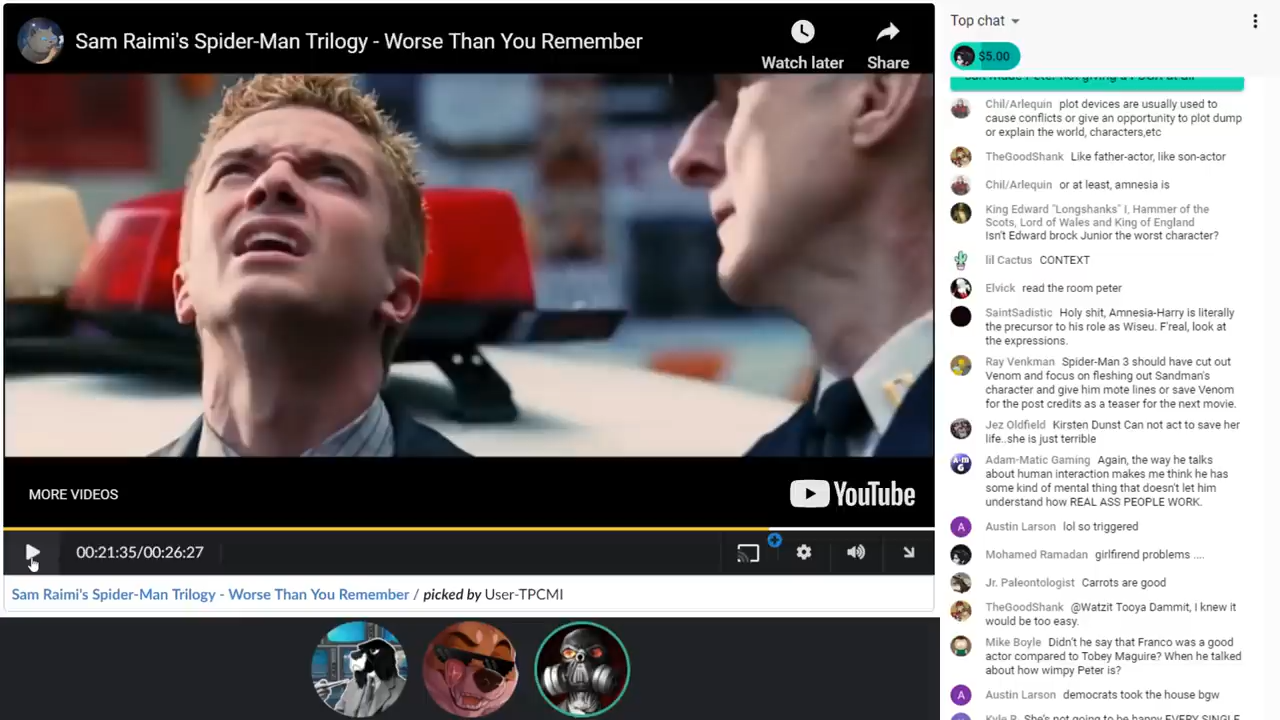 Sam Raimi's Spider-Man Trilogy - Worse Than You Remember
Watch later
Share
MORE VIDEOS
YouTube
00:21:35/00:26:27
Sam Raimi's Spider-Man Trilogy - Worse Than You Remember / picked by User-TPCMI
Top chat
$5.00
Chil/Arlequin plot devices are usually used to
cause conflicts or give an opportunity to plot dump
or explain the world, characters,etc
TheGoodShank Like father-actor, like son-actor
Chil/Arlequin or at least, amnesia is
King Edward "Longshanks" I, Hammer of the
Scots, Lord of Wales and King of England
Isn't Edward brock Junior the worst character?
lil Cactus CONTEXT
Elvick read the room peter
SaintSadistic Holy shit, Amnesia-Harry is literally
the precursor to his role as Wiseu. F'real, look at
the expressions.
Ray Venkman Spider-Man 3 should have cut out
Venom and focus on fleshing out Sandman's
character and give him mote lines or save Venom
for the post credits as a teaser for the next movie.
Jez Oldfield Kirsten Dunst Can not act to save her
life..she is just terrible
Adam-Matic Gaming Again, the way he talks
about human interaction makes me think he has
some kind of mental thing that doesn't let him
understand how REAL ASS PEOPLE WORK.
A
Austin Larson lol so triggered
Mohamed Ramadan girlfirend problems ....
Jr. Paleontologist Carrots are good
TheGoodShank @Watzit Tooya Dammit, I knew it
would be too easy.
Mike Boyle Didn't he say that Franco was a good
actor compared to Tobey Maguire? When he talked
about how wimpy Peter is?
A
Austin Larson democrats took the house bgw
Kyle B. She's not going to be happy EVERY SINGLE